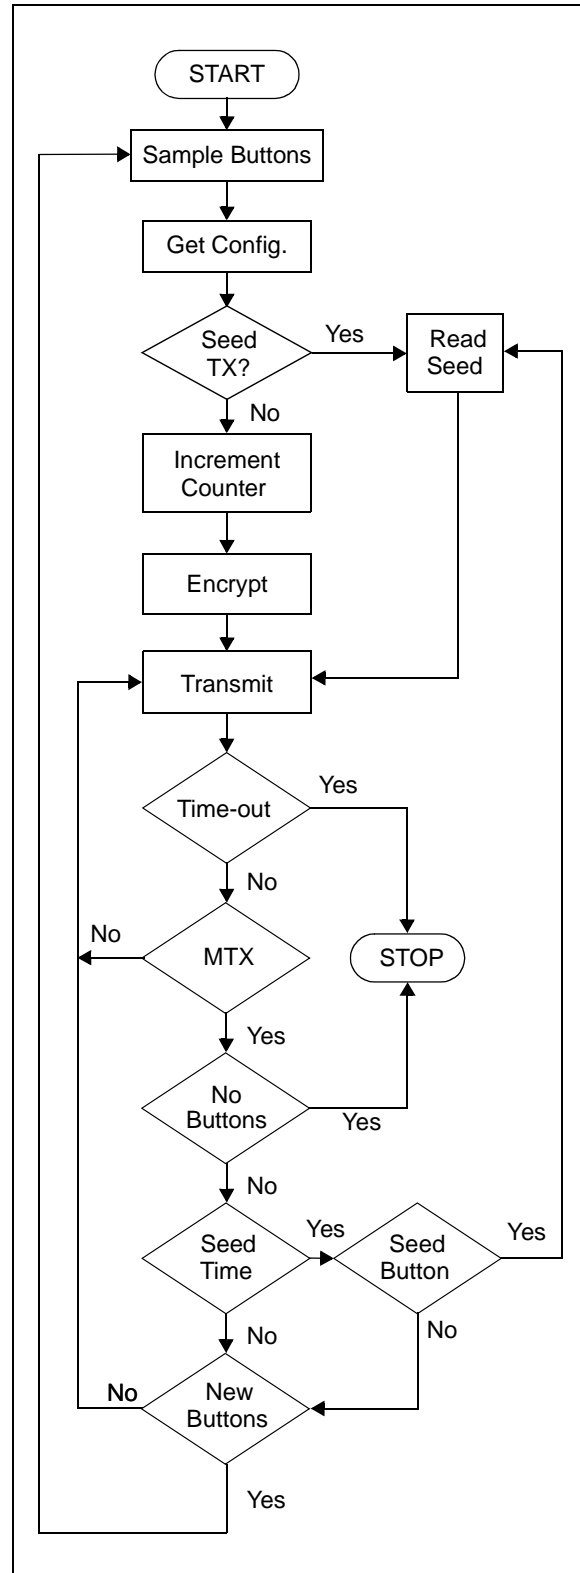 START
Sample Buttons
Get Config.
Seed
TX?
Yes
Read
Seed
No
Increment
Counter
Encrypt
Transmit
Time-out
Yes
No
No
MTX
STOP
Yes
No
Buttons
Yes
No
Seed
Time
Yes
Seed
Button
Yes
No
No
No
New
Buttons
Yes